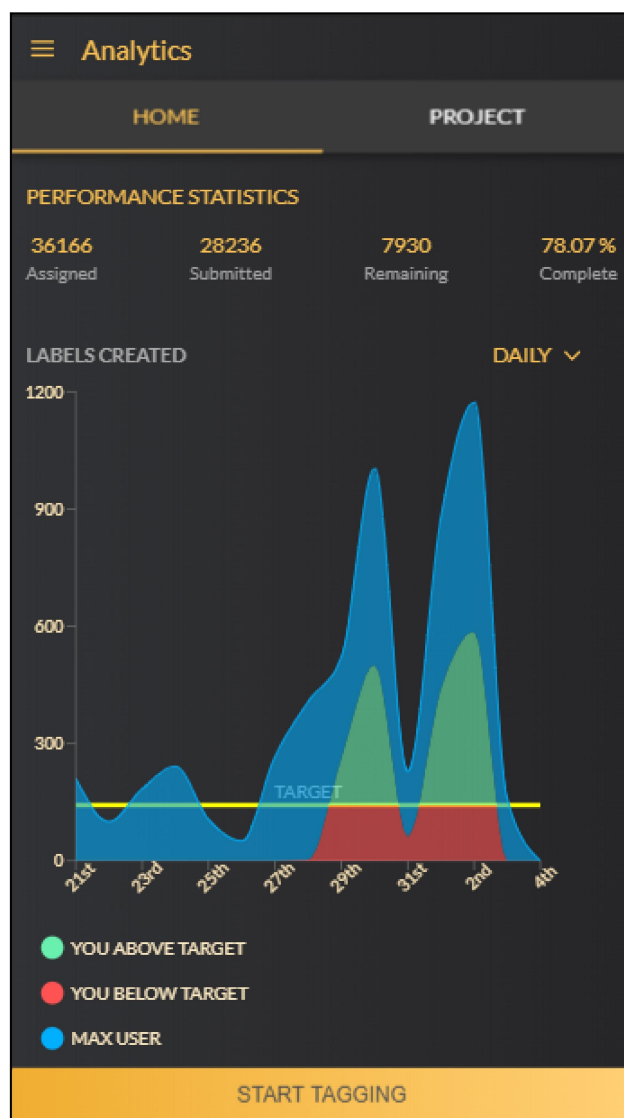 Analytics
HOME PROJECT
PERFORMANCE STATISTICS
36166 28236 7930 78.07 %
Assigned Submitted Remaining Complete
LABELS CREATED DAILY
1200
900
600
300
TARGET
0
21st 23rd 25th 27th 29th 31st 2nd 4th
YOU ABOVE TARGET
YOU BELOW TARGET
MAX USER
START TAGGING